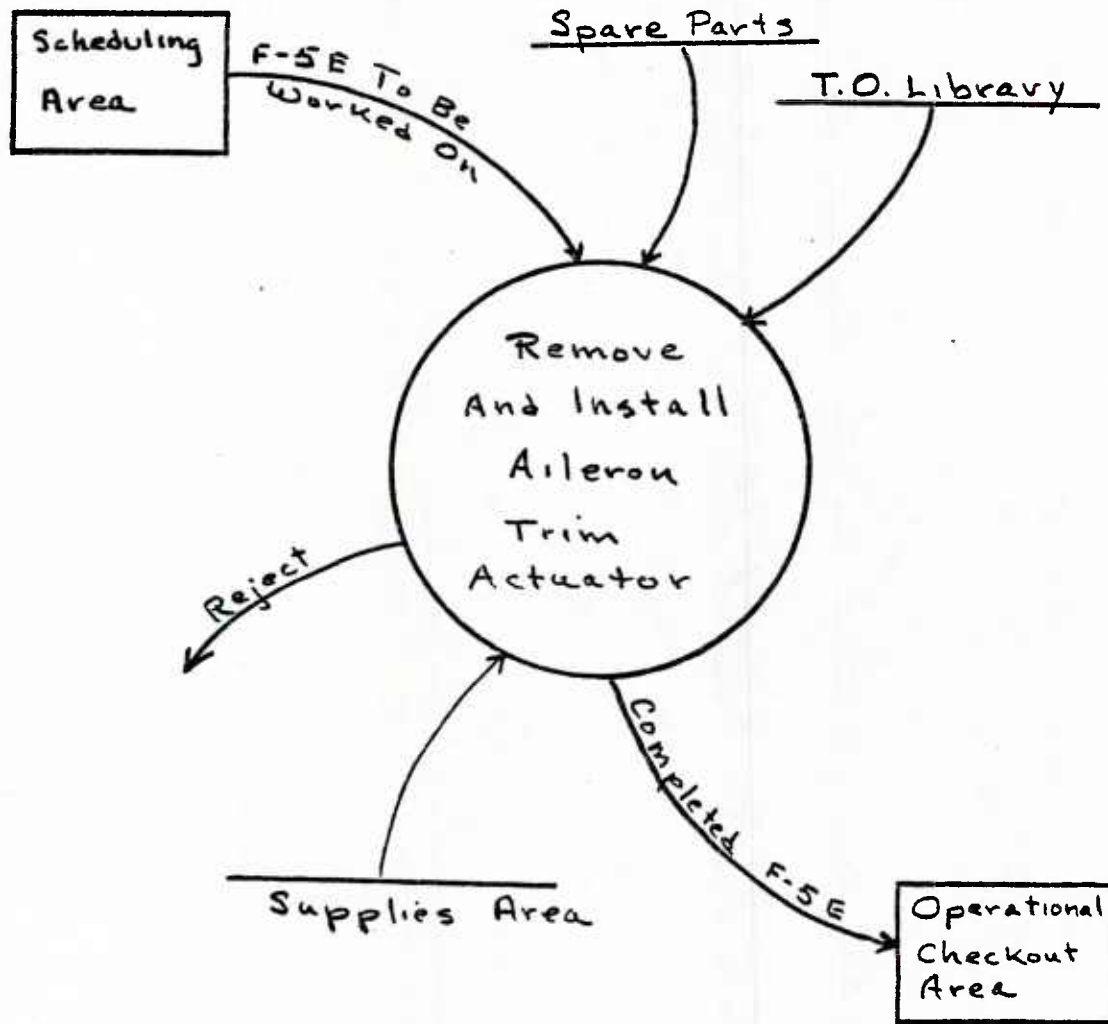 Scheduling
Area
F-5E To Be
Worked On
Spare Parts
T.O. Library
Remove
And Install
Aileron
Trim
Actuator
Reject
Completed F-5E
Supplies Area
Operational
Checkout
Area